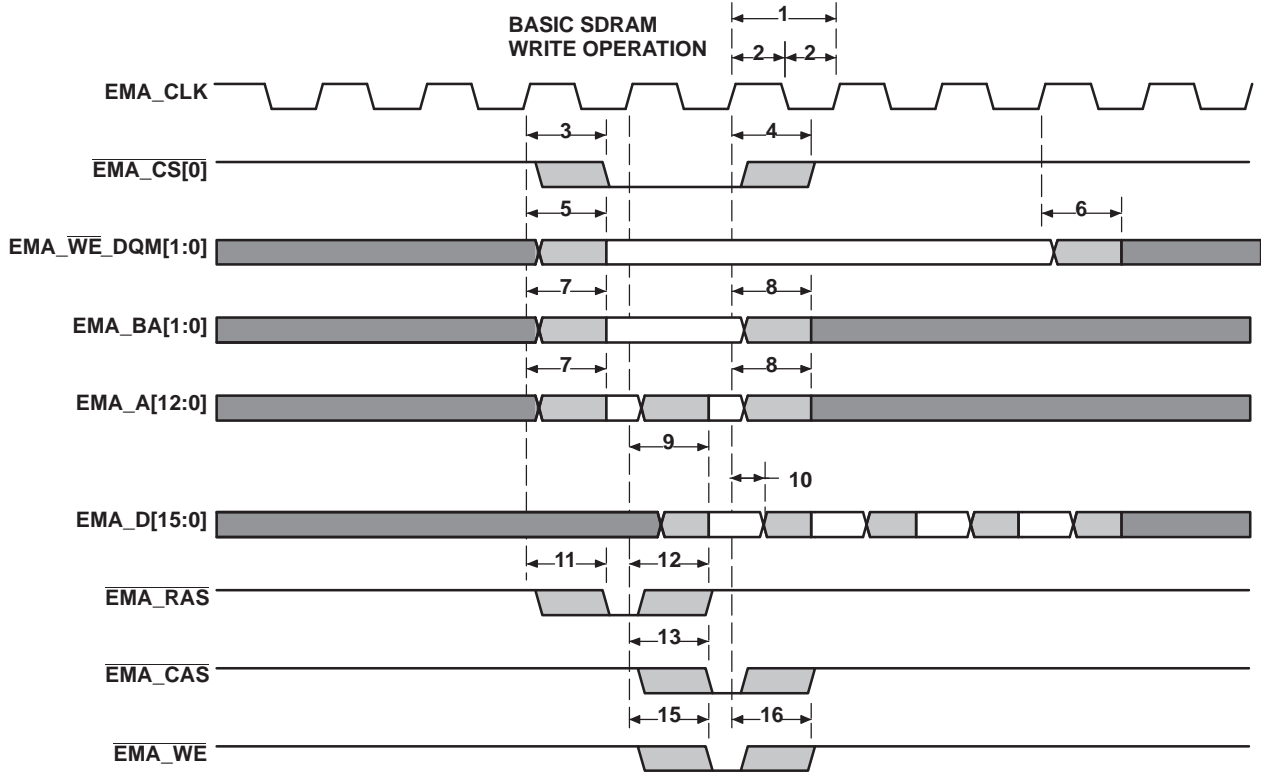 BASIC SDRAM
WRITE OPERATION
1
2 2
EMA_CLK
3 4
EMA_CS[0]
5 6
EMA_WE_DQM[1:0]
7 8
EMA_BA[1:0]
7 8
EMA_A[12:0]
9
10
EMA_D[15:0]
11 12
EMA_RAS
13
EMA_CAS
15 16
EMA_WE